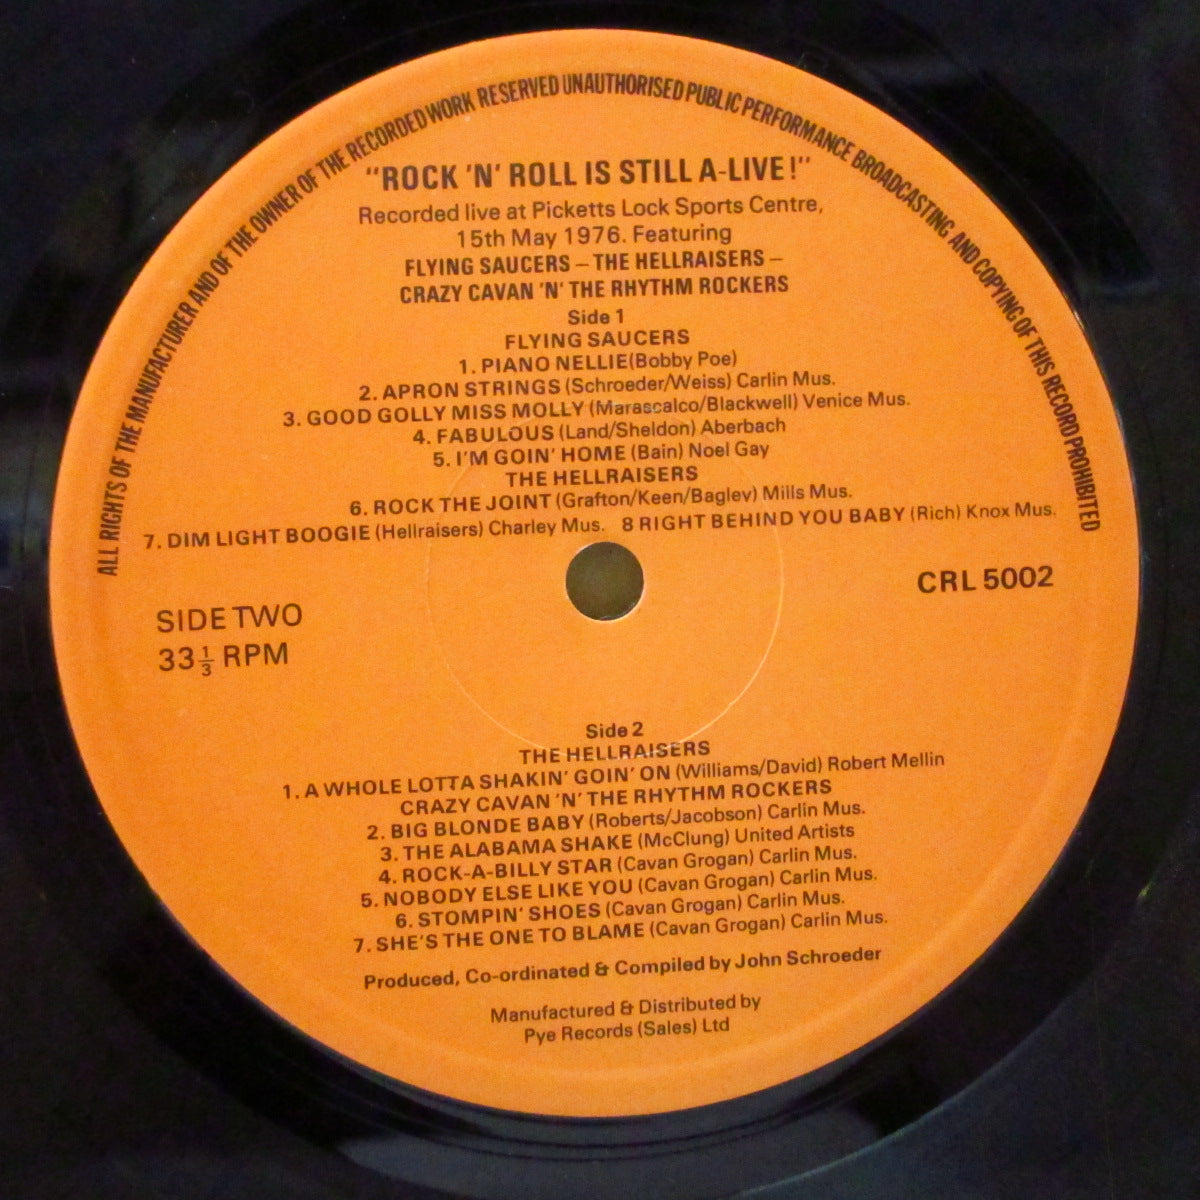 ALL RIGHTS OF THE MANUFACTURER AND OF THE OWNER OF THE RECORDED WORK RESERVED UNAUTHORISED PUBLIC PERFORMANCE BROADCASTING AND COPYING OF THIS RECORD PROHIBITED
"ROCK 'N' ROLL IS STILL A-LIVE!"
Recorded live at Picketts Lock Sports Centre,
15th May 1976. Featuring
FLYING SAUCERS – THE HELLRAISERS –
CRAZY CAVAN 'N' THE RHYTHM ROCKERS
Side 1
FLYING SAUCERS
1. PIANO NELLIE(Bobby Poe)
2. APRON STRINGS (Schroeder/Weiss) Carlin Mus.
3. GOOD GOLLY MISS MOLLY (Marascalco/Blackwell) Venice Mus.
4. FABULOUS (Land/Sheldon) Aberbach
5. I'M GOIN' HOME (Bain) Noel Gay
THE HELLRAISERS
6. ROCK THE JOINT (Grafton/Keen/Baglev) Mills Mus.
7. DIM LIGHT BOOGIE (Hellraisers) Charley Mus. 8 RIGHT BEHIND YOU BABY (Rich) Knox Mus.
CRL 5002
SIDE TWO
33 1/3 RPM
Side 2
THE HELLRAISERS
1. A WHOLE LOTTA SHAKIN' GOIN' ON (Williams/David) Robert Mellin
CRAZY CAVAN 'N' THE RHYTHM ROCKERS
2. BIG BLONDE BABY (Roberts/Jacobson) Carlin Mus.
3. THE ALABAMA SHAKE (McClung) United Artists
4. ROCK-A-BILLY STAR (Cavan Grogan) Carlin Mus.
5. NOBODY ELSE LIKE YOU (Cavan Grogan) Carlin Mus.
6. STOMPIN' SHOES (Cavan Grogan) Carlin Mus.
7. SHE'S THE ONE TO BLAME (Cavan Grogan) Carlin Mus.
Produced, Co-ordinated & Compiled by John Schroeder
Manufactured & Distributed by
Pye Records (Sales) Ltd